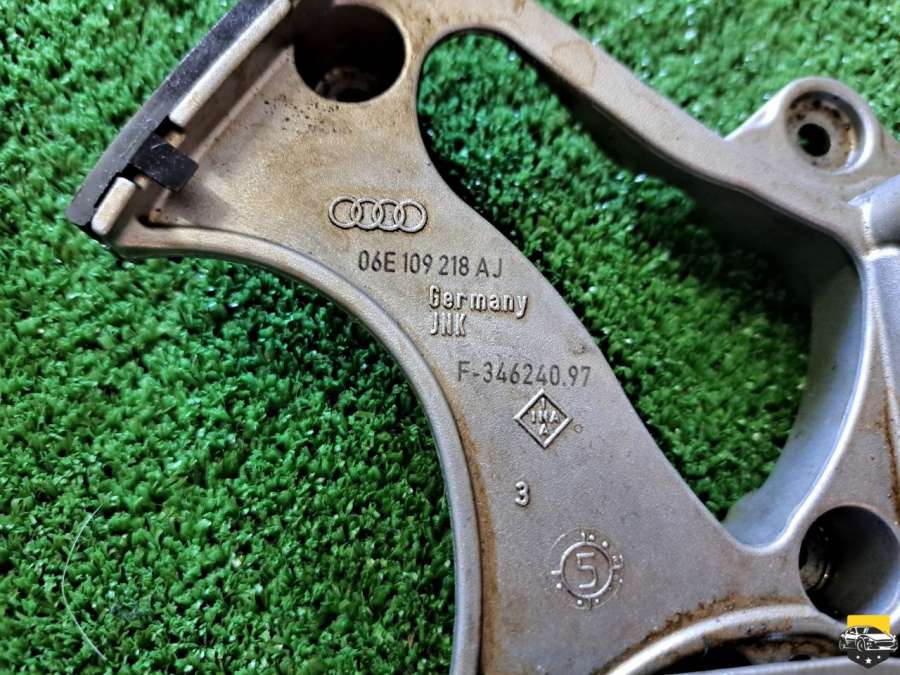 06E 109 218 AJ
Germany
JNK
F-346240.97
INA
A
3
5